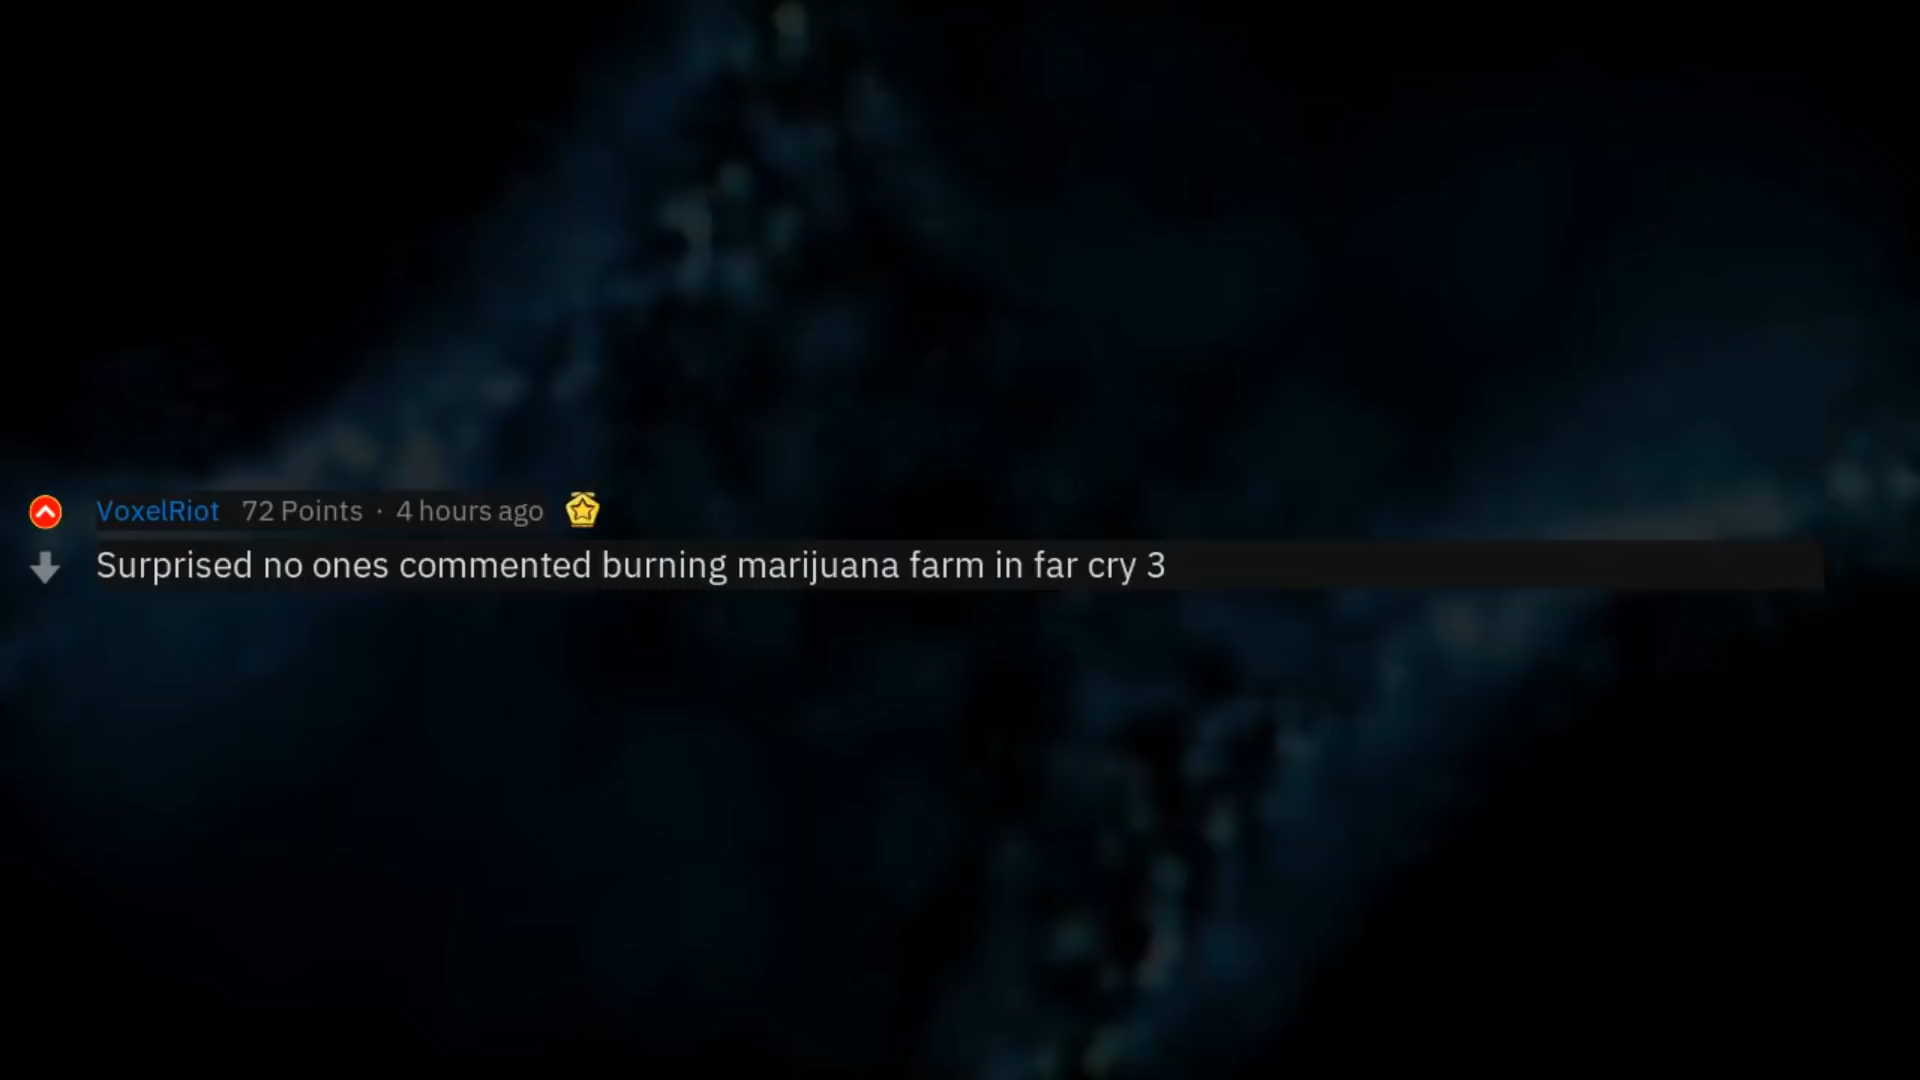 VoxelRiot 72 Points · 4 hours ago
Surprised no ones commented burning marijuana farm in far cry 3